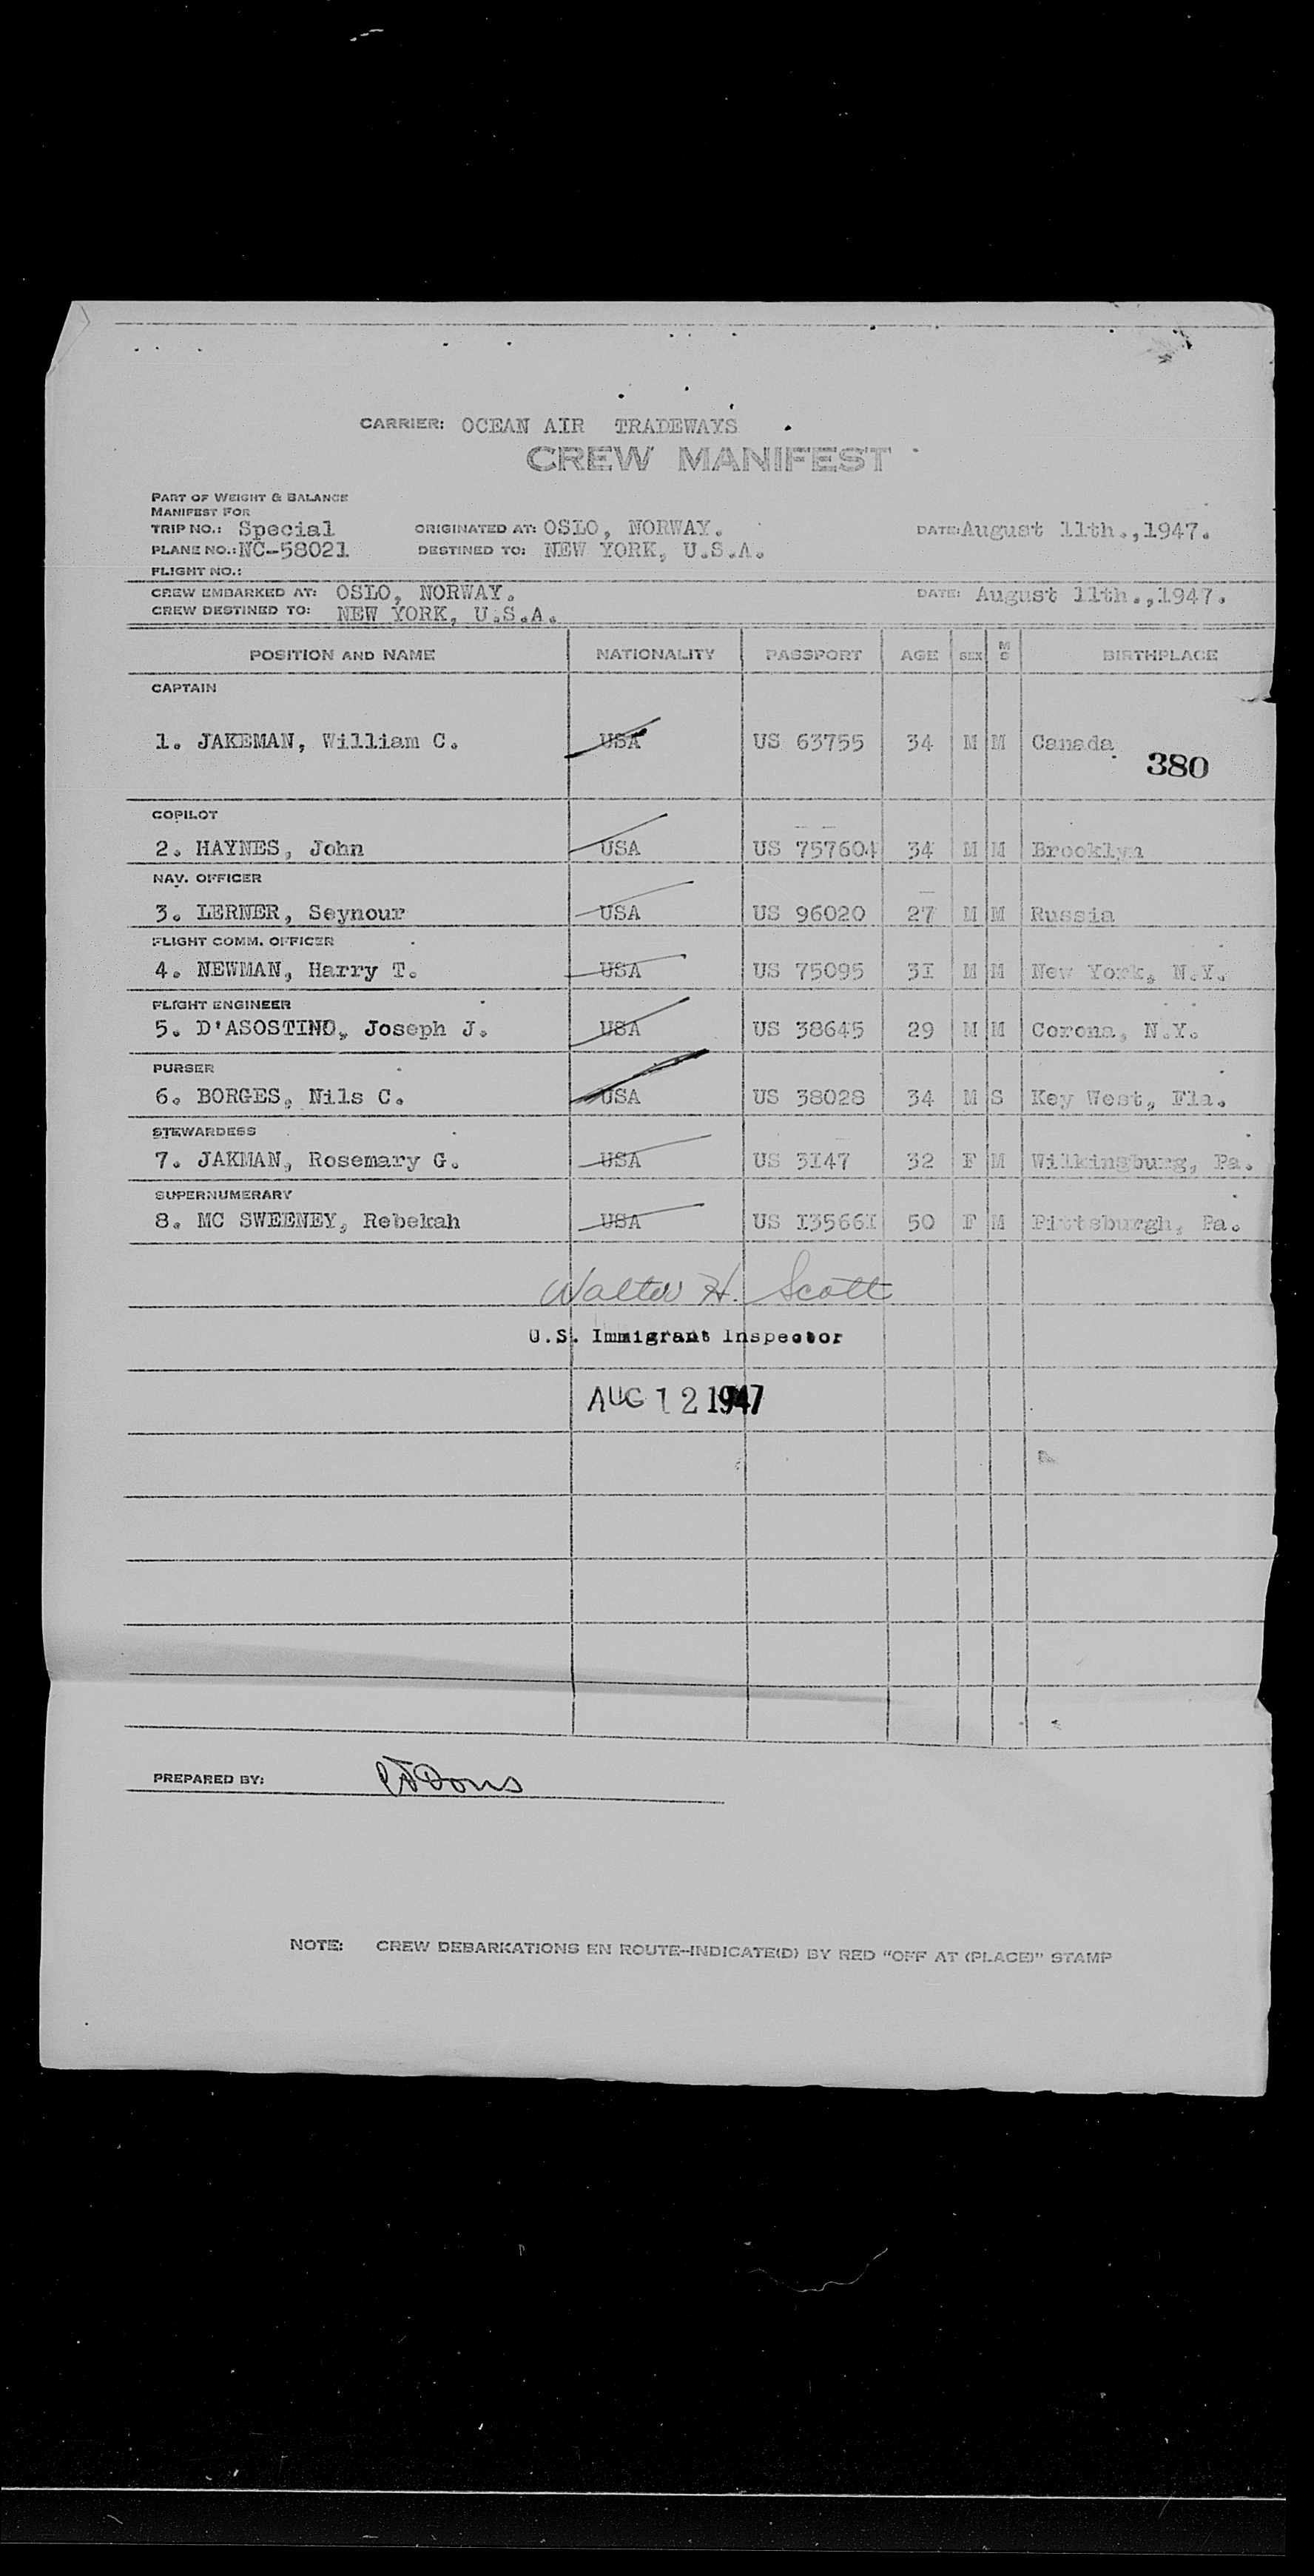 CARRIER: OCEAN AIR TRADEWAYS
CREW MANIFEST
PART OF WEIGHT & BALANCE
MANIFEST FOR
TRIP NO.: Special ORIGINATED AT: OSLO, NORWAY. DATE: August 11th.,1947.
PLANE NO.: NC-58021 DESTINED TO: NEW YORK, U.S.A.
FLIGHT NO.:
CREW EMBARKED AT: OSLO, NORWAY. DATE: August 11th.,1947.
CREW DESTINED TO: NEW YORK, U.S.A.
POSITION AND NAME NATIONALITY PASSPORT AGE SEX M S BIRTHPLACE
CAPTAIN
1. JAKEMAN, William C. USA US 63755 34 M M Canada
380
COPILOT
2. HAYNES, John USA US 757604 34 M M Brooklyn
NAV. OFFICER
3. LERNER, Seynour USA US 96020 27 M M Russia
FLIGHT COMM. OFFICER
4. NEWMAN, Harry T. USA US 75095 3I M M New York, N.Y.
FLIGHT ENGINEER
5. D'ASOSTINO, Joseph J. USA US 38645 29 M M Corona, N.Y.
PURSER
6. BORGES, Nils C. USA US 38028 34 M S Key West, Fla.
STEWARDESS
7. JAKMAN, Rosemary G. USA US 3I47 32 F M Wilkingburg, Pa.
SUPERNUMERARY
8. MC SWEENEY, Rebekah USA US I3566I 50 F M Pittsburgh, Pa.
Walter H. Scott
U.S. Immigrant Inspector
AUG 12 1947
PREPARED BY:
NOTE: CREW DEBARKATIONS EN ROUTE--INDICATE(D) BY RED "OFF AT (PLACE)" STAMP